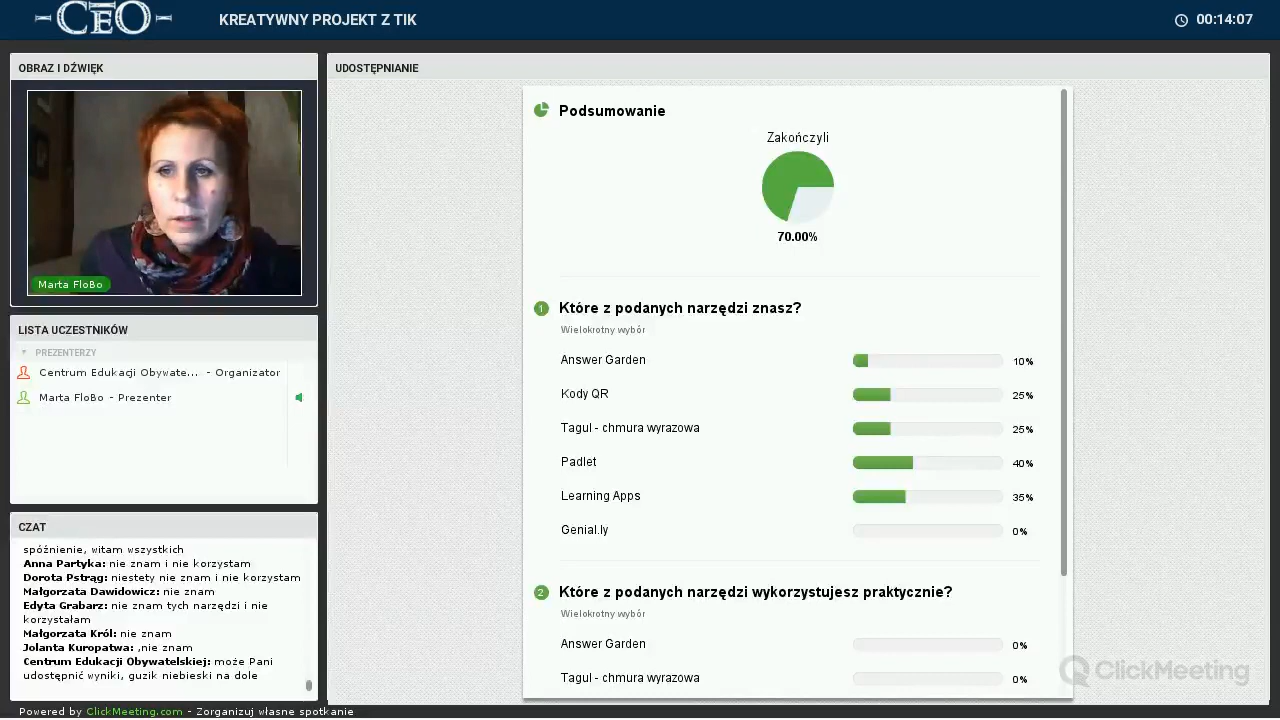 CEO
KREATYWNY PROJEKT Z TIK
00:14:07
OBRAZ I DŹWIĘK
Marta FloBo
LISTA UCZESTNIKÓW
PREZENTERZY
Centrum Edukacji Obywate... - Organizator
Marta FloBo - Prezenter
CZAT
spóźnienie, witam wszystkich
Anna Partyka: nie znam i nie korzystam
Dorota Pstrąg: niestety nie znam i nie korzystam
Małgorzata Dawidowicz: nie znam
Edyta Grabarz: nie znam tych narzędzi i nie
korzystałam
Małgorzata Król: nie znam
Jolanta Kuropatwa: ,nie znam
Centrum Edukacji Obywatelskiej: może Pani
udostępnić wyniki, guzik niebieski na dole
UDOSTĘPNIANIE
Podsumowanie
Zakończyli
70.00%
1 Które z podanych narzędzi znasz?
Wielokrotny wybór
Answer Garden 10%
Kody QR 25%
Tagul - chmura wyrazowa 25%
Padlet 40%
Learning Apps 35%
Genial.ly 0%
2 Które z podanych narzędzi wykorzystujesz praktycznie?
Wielokrotny wybór
Answer Garden 0%
Tagul - chmura wyrazowa 0%
ClickMeeting
Powered by ClickMeeting.com - Zorganizuj własne spotkanie